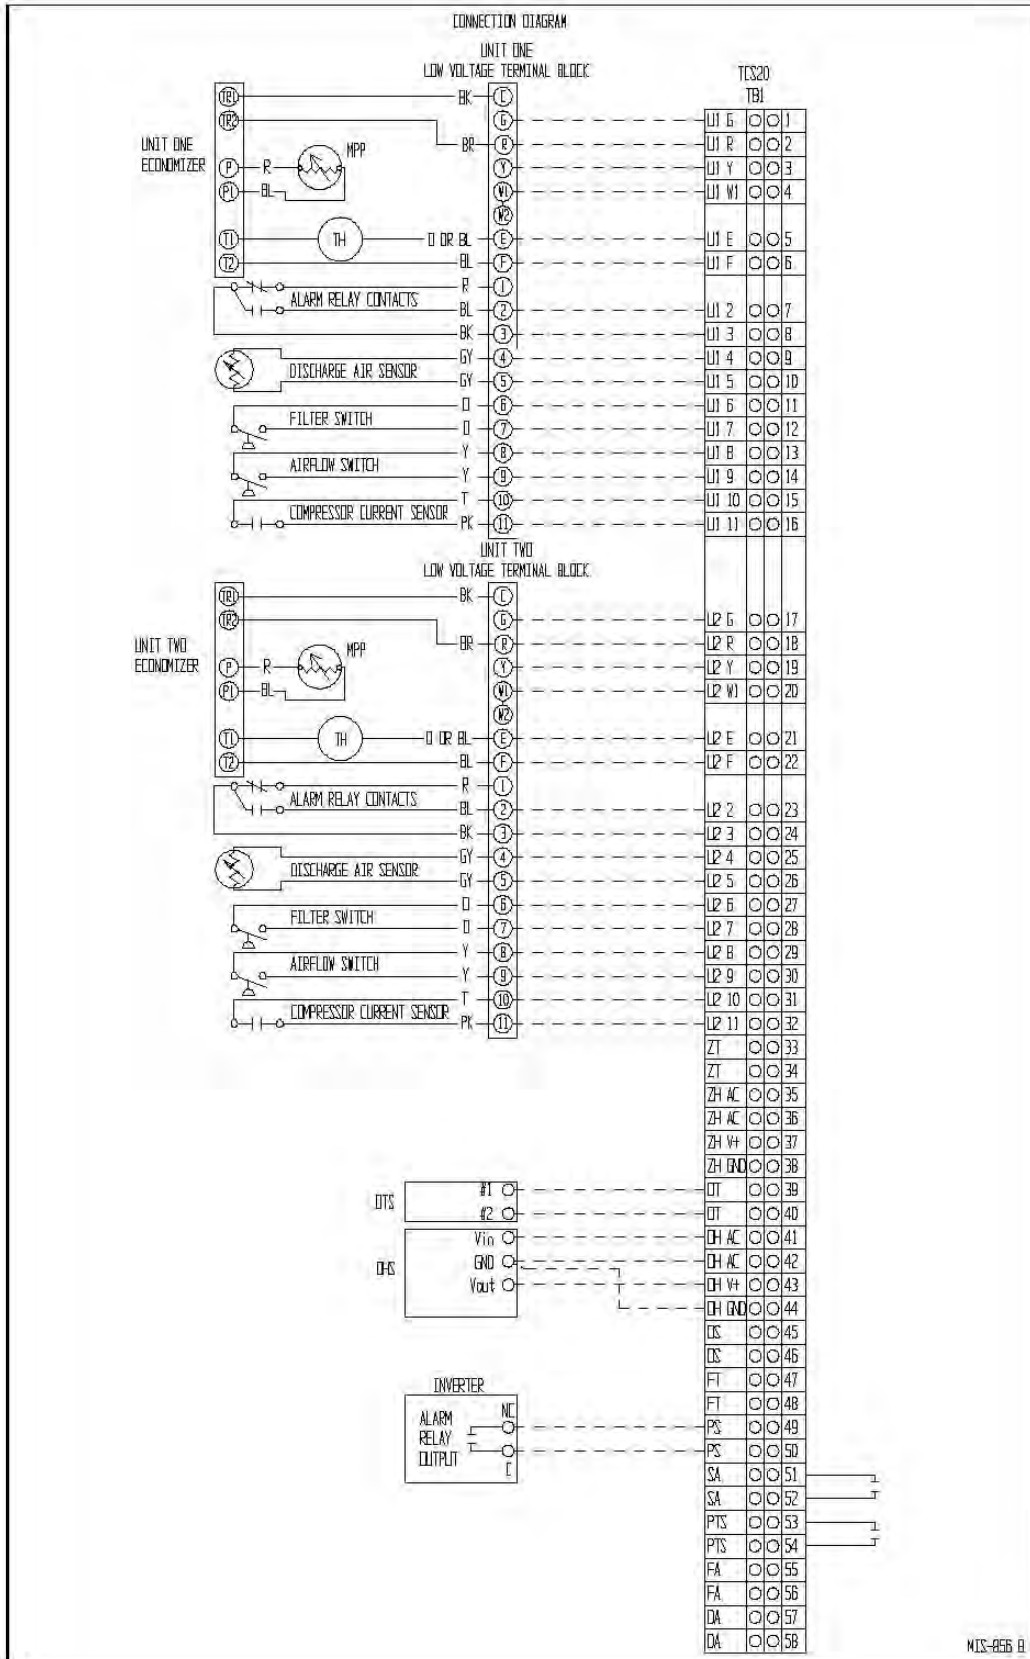 CONNECTION DIAGRAM
UNIT ONE
LOW VOLTAGE TERMINAL BLOCK
TCS20
TB1
UNIT ONE
ECONOMIZER
TR1 BK C
TR2 G U1 G 1
BR R U1 R 2
MPP
P R Y U1 Y 3
P1 BL W1 U1 W1 4
W2
T1 TH O OR BL E U1 E 5
T2 BL F U1 F 6
R 1
ALARM RELAY CONTACTS BL 2 U1 2 7
BK 3 U1 3 8
GY 4 U1 4 9
DISCHARGE AIR SENSOR GY 5 U1 5 10
O 6 U1 6 11
FILTER SWITCH O 7 U1 7 12
Y 8 U1 8 13
AIRFLOW SWITCH Y 9 U1 9 14
T 10 U1 10 15
COMPRESSOR CURRENT SENSOR PK 11 U1 11 16
UNIT TWO
LOW VOLTAGE TERMINAL BLOCK
UNIT TWO
ECONOMIZER
TR1 BK C
TR2 G U2 G 17
BR R U2 R 18
MPP
P R Y U2 Y 19
P1 BL W1 U2 W1 20
W2
T1 TH O OR BL E U2 E 21
T2 BL F U2 F 22
R 1
ALARM RELAY CONTACTS BL 2 U2 2 23
BK 3 U2 3 24
GY 4 U2 4 25
DISCHARGE AIR SENSOR GY 5 U2 5 26
O 6 U2 6 27
FILTER SWITCH O 7 U2 7 28
Y 8 U2 8 29
AIRFLOW SWITCH Y 9 U2 9 30
T 10 U2 10 31
COMPRESSOR CURRENT SENSOR PK 11 U2 11 32
ZT 33
ZT 34
ZH AC 35
ZH AC 36
ZH V+ 37
ZH GND 38
OTS
#1 OT 39
#2 OT 40
OHS
Vin OH AC 41
GND OH AC 42
Vout OH V+ 43
OH GND 44
OS 45
OS 46
FT 47
FT 48
INVERTER
ALARM
RELAY
OUTPUT
NC PS 49
C PS 50
SA 51
SA 52
PTS 53
PTS 54
FA 55
FA 56
DA 57
DA 58
MIS-856 B